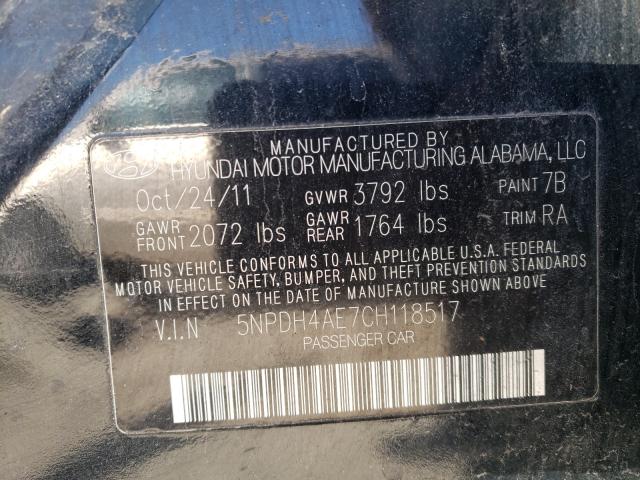 MANUFACTURED BY
HYUNDAI MOTOR MANUFACTURING ALABAMA, LLC
Oct/24/11 GVWR 3792 lbs PAINT 7B
GAWR FRONT 2072 lbs GAWR REAR 1764 lbs TRIM RA
THIS VEHICLE CONFORMS TO ALL APPLICABLE U.S.A. FEDERAL
MOTOR VEHICLE SAFETY, BUMPER, AND THEFT PREVENTION STANDARDS
IN EFFECT ON THE DATE OF MANUFACTURE SHOWN ABOVE.
V.I.N 5NPDH4AE7CH118517
PASSENGER CAR